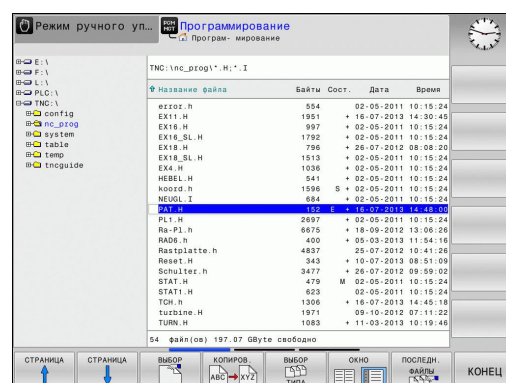 Режим ручного уп...
PGM MGT
Программирование
Програм- мирование
E:\
F:\
L:\
PLC:\
TNC:\
config
nc_prog
system
table
temp
tncguide
TNC:\nc_prog\*.H;*.I
Название файла Байты Сост. Дата Время
error.h 554 02-05-2011 10:15:24
EX11.H 1951 + 16-07-2013 14:30:45
EX16.H 997 + 02-05-2011 10:15:24
EX16_SL.H 1792 + 02-05-2011 10:15:24
EX18.H 796 + 26-07-2012 08:08:20
EX18_SL.H 1513 + 02-05-2011 10:15:24
EX4.H 1036 + 02-05-2011 10:15:24
HEBEL.H 541 + 02-05-2011 10:15:24
koord.h 1596 S + 02-05-2011 10:15:24
NEUGL.I 684 + 02-05-2011 10:15:24
PAT.H 152 E + 16-07-2013 14:48:00
PL1.H 2697 + 02-05-2011 10:15:24
Ra-Pl.h 6675 + 18-09-2012 13:06:26
RAD6.h 400 + 05-03-2013 11:54:16
Rastplatte.h 4837 25-07-2012 10:41:26
Reset.H 343 + 10-07-2013 08:51:09
Schulter.h 3477 + 26-07-2012 09:59:02
STAT.H 479 M 02-05-2011 10:15:24
STAT1.H 623 02-05-2011 10:15:24
TCH.h 1306 + 16-07-2013 14:45:18
turbine.H 1971 09-10-2012 07:11:22
TURN.H 1083 + 11-03-2013 10:19:46
54 файл(ов) 197.07 GByte свободно
СТРАНИЦА СТРАНИЦА ВЫБОР КОПИРОВ. ВЫБОР ОКНО ПОСЛЕДН.
ABC XYZ ТИПА ФАЙЛЫ КОНЕЦ